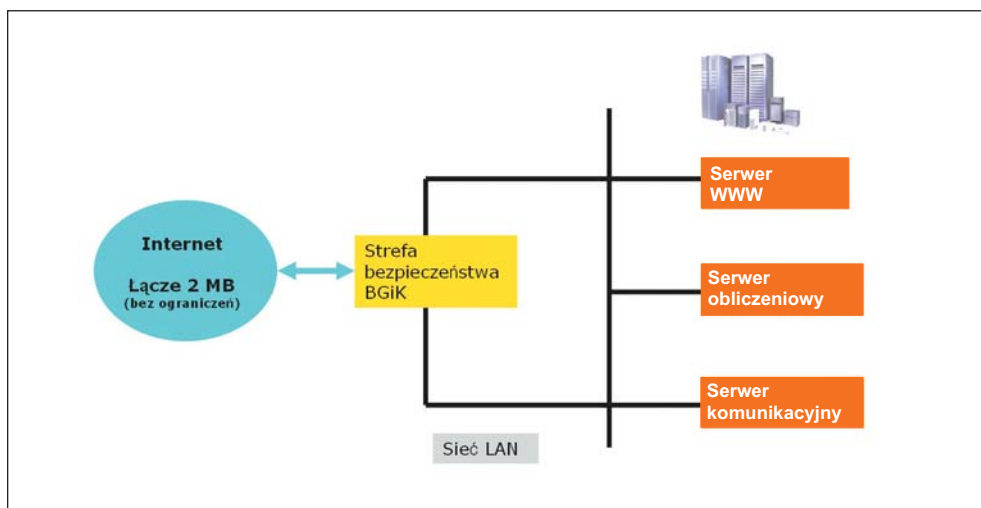 Internet
Łącze 2 MB
(bez ograniczeń)
Strefa
bezpieczeństwa
BGiK
Serwer
WWW
Serwer
obliczeniowy
Serwer
komunikacyjny
Sieć LAN